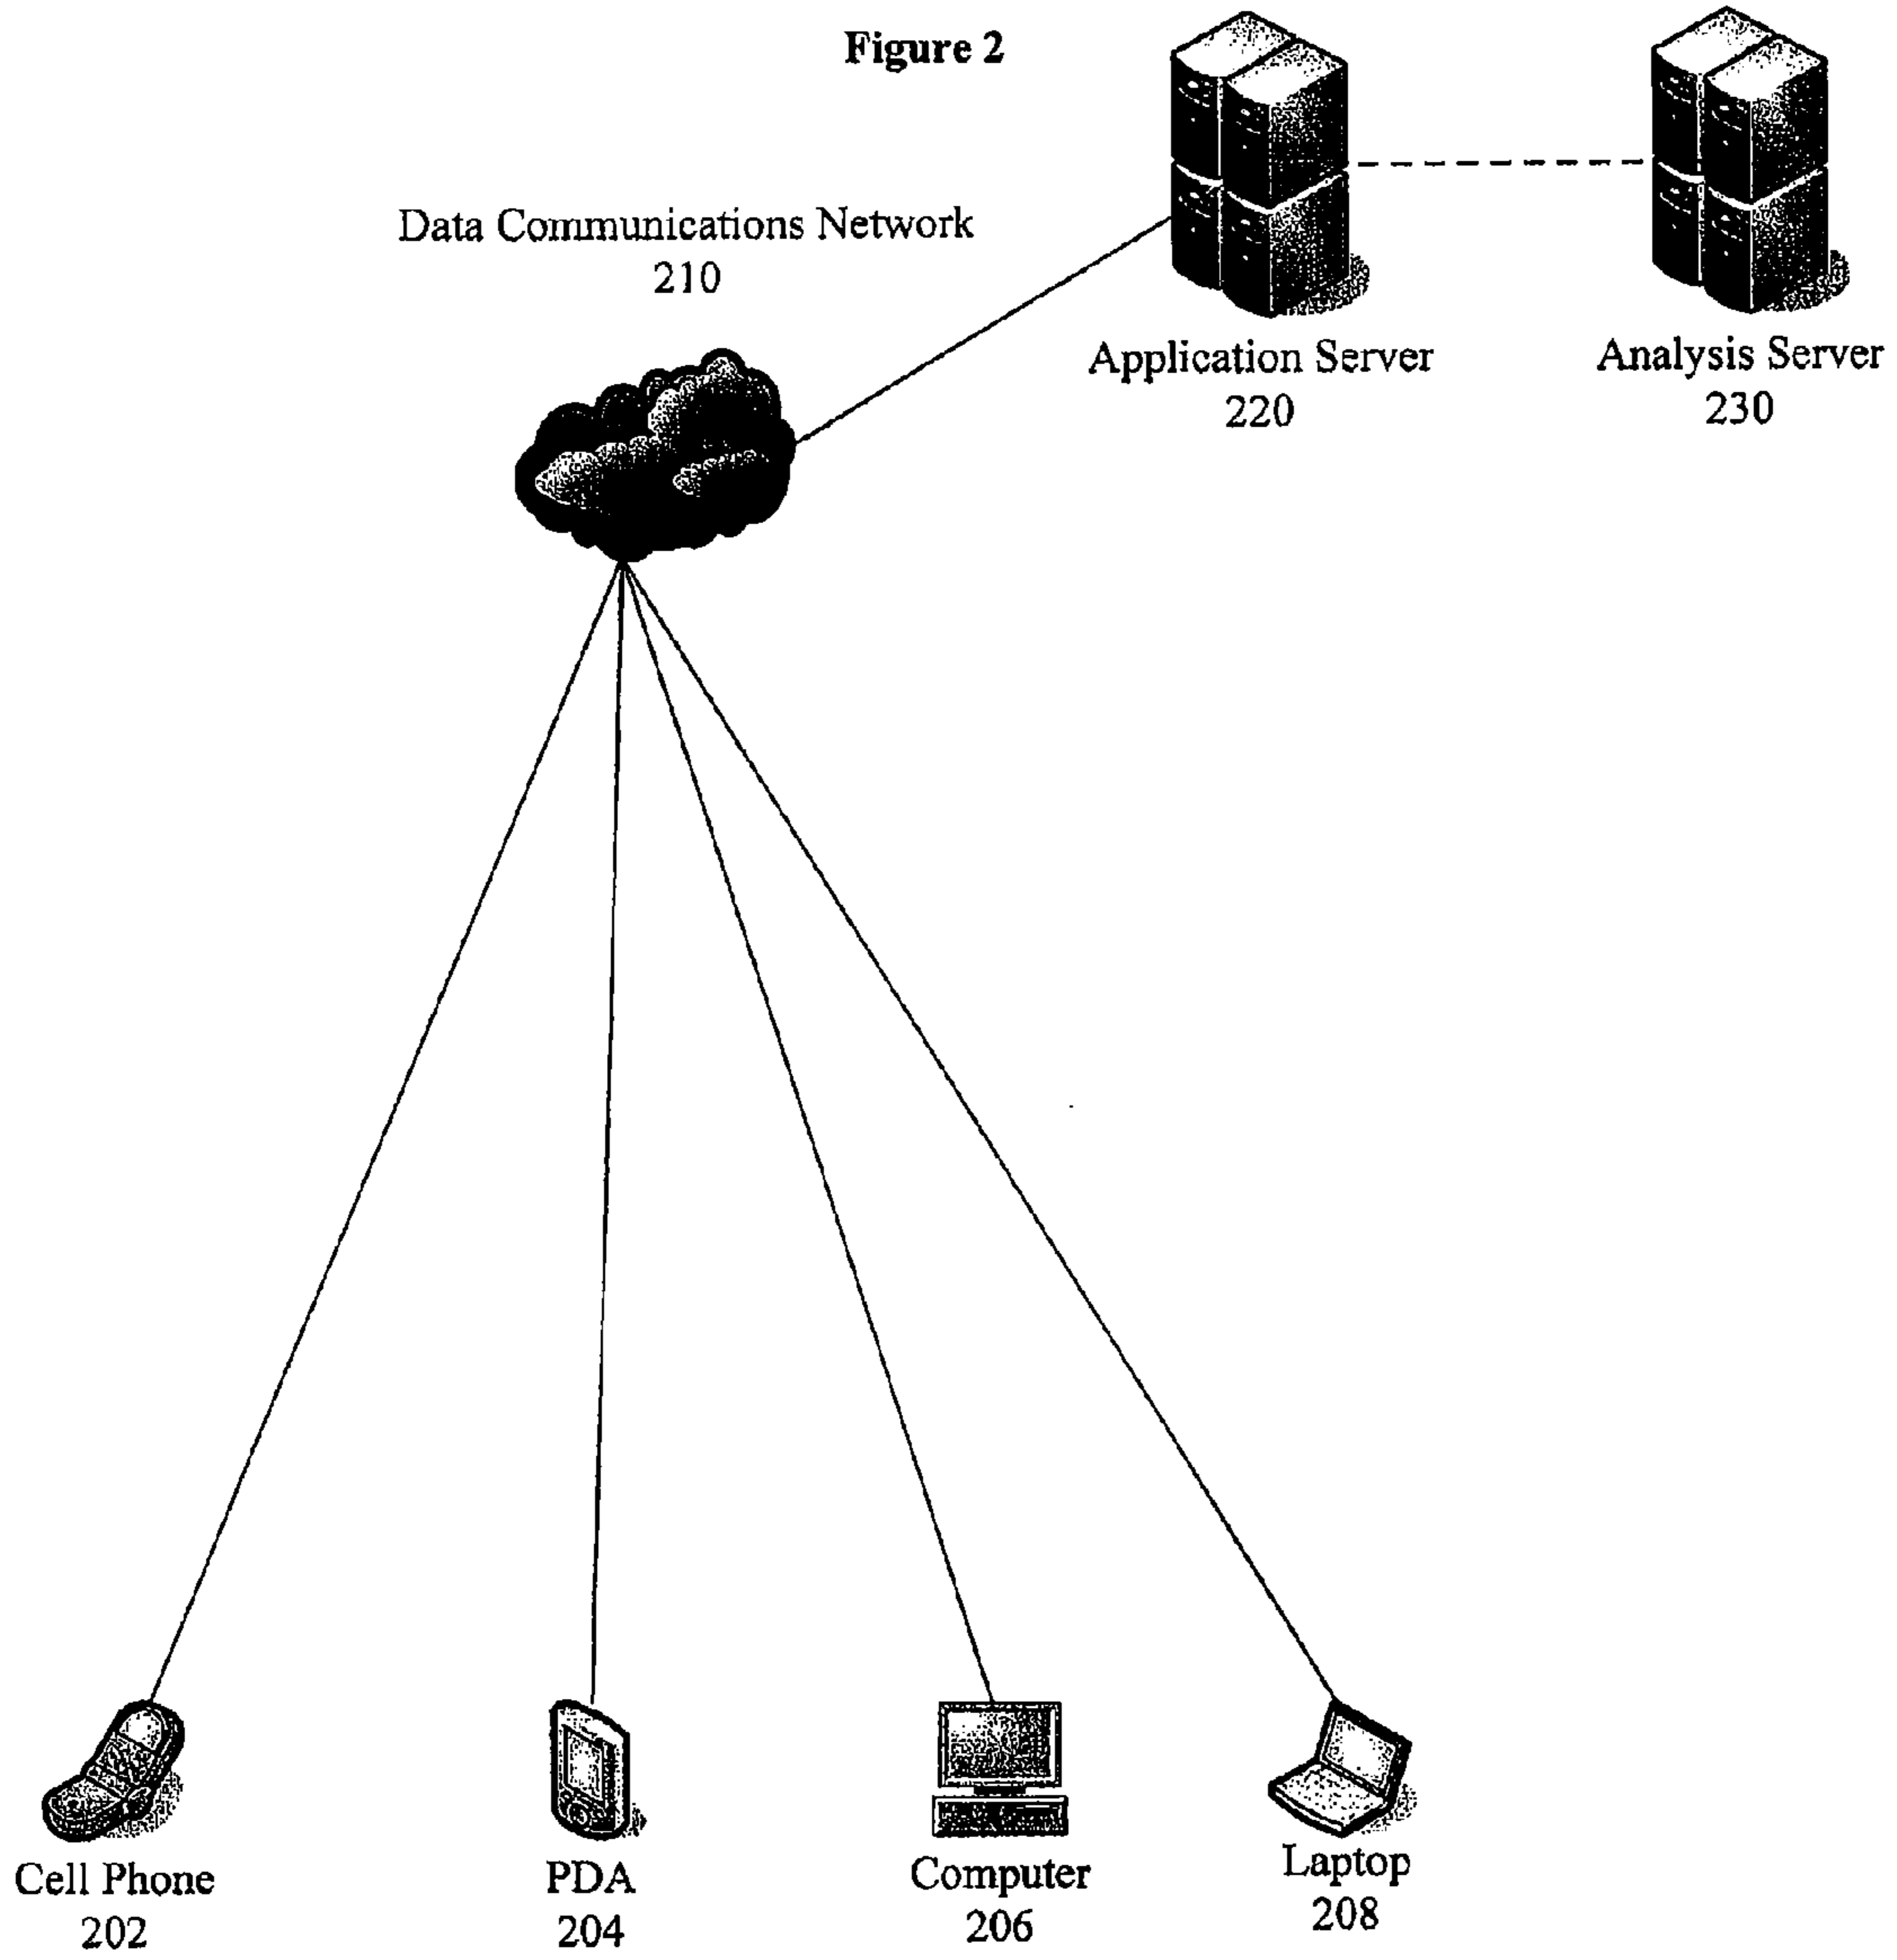 Figure 2
Data Communications Network
210
Application Server
220
Analysis Server
230
Cell Phone
202
PDA
204
Computer
206
Laptop
208